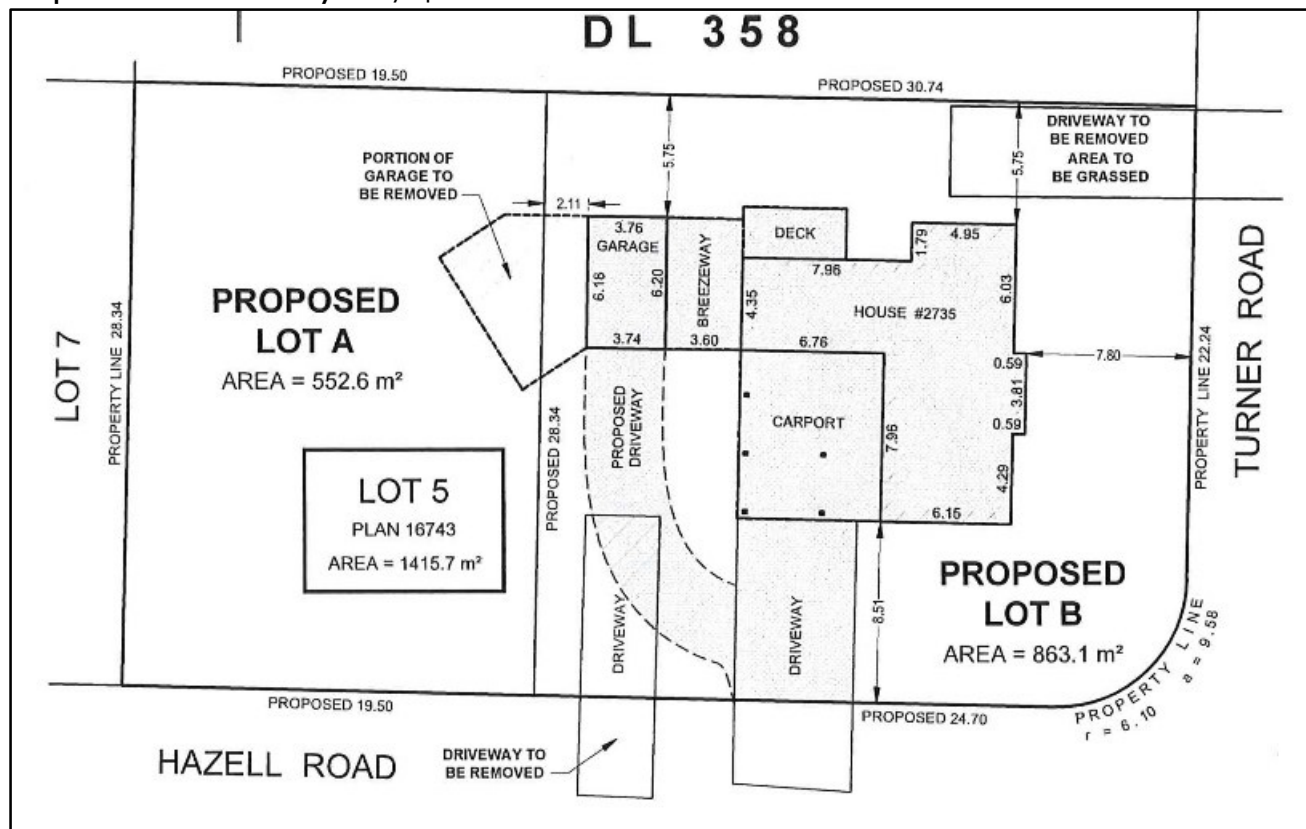 DL 358
PROPOSED 19.50
PROPOSED 30.74
DRIVEWAY TO
BE REMOVED
AREA TO
BE GRASSED
5.75
5.75
PORTION OF
GARAGE TO
BE REMOVED
2.11
3.76
GARAGE
6.18
6.20
3.74
BREEZEWAY
3.60
DECK
7.96
1.79
4.95
4.35
HOUSE #2735
6.03
6.76
0.59
3.81
0.59
7.80
4.29
CARPORT
7.96
6.15
PROPERTY LINE 22.24
TURNER ROAD
LOT 7
PROPERTY LINE 28.34
PROPOSED
LOT A
AREA = 552.6 m²
LOT 5
PLAN 16743
AREA = 1415.7 m²
PROPOSED 28.34
PROPOSED
DRIVEWAY
DRIVEWAY
DRIVEWAY
8.51
PROPOSED
LOT B
AREA = 863.1 m²
PROPERTY LINE
r = 6.10 a = 9.58
PROPOSED 19.50
PROPOSED 24.70
HAZELL ROAD
DRIVEWAY TO
BE REMOVED